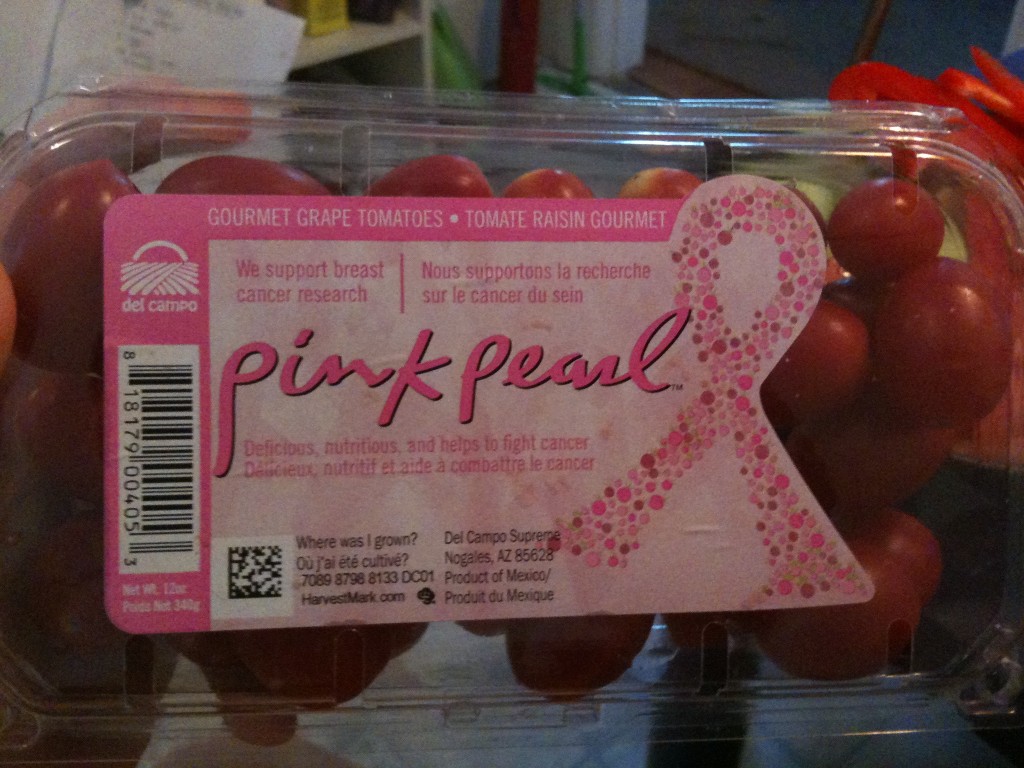 GOURMET GRAPE TOMATOES • TOMATE RAISIN GOURMET
del campo
We support breast
cancer research
Nous supportons la recherche
sur le cancer du sein
pink pearl™
Delicious, nutritious, and helps to fight cancer
Délicieux, nutritif et aide à combattre le cancer
8 18179 00405 3
Net Wt. 12oz
Poids Net 340g
Where was I grown?
Où j'ai été cultivé?
7089 8798 8133 DC01
HarvestMark.com
Del Campo Supreme
Nogales, AZ 85628
Product of Mexico/
Produit du Mexique